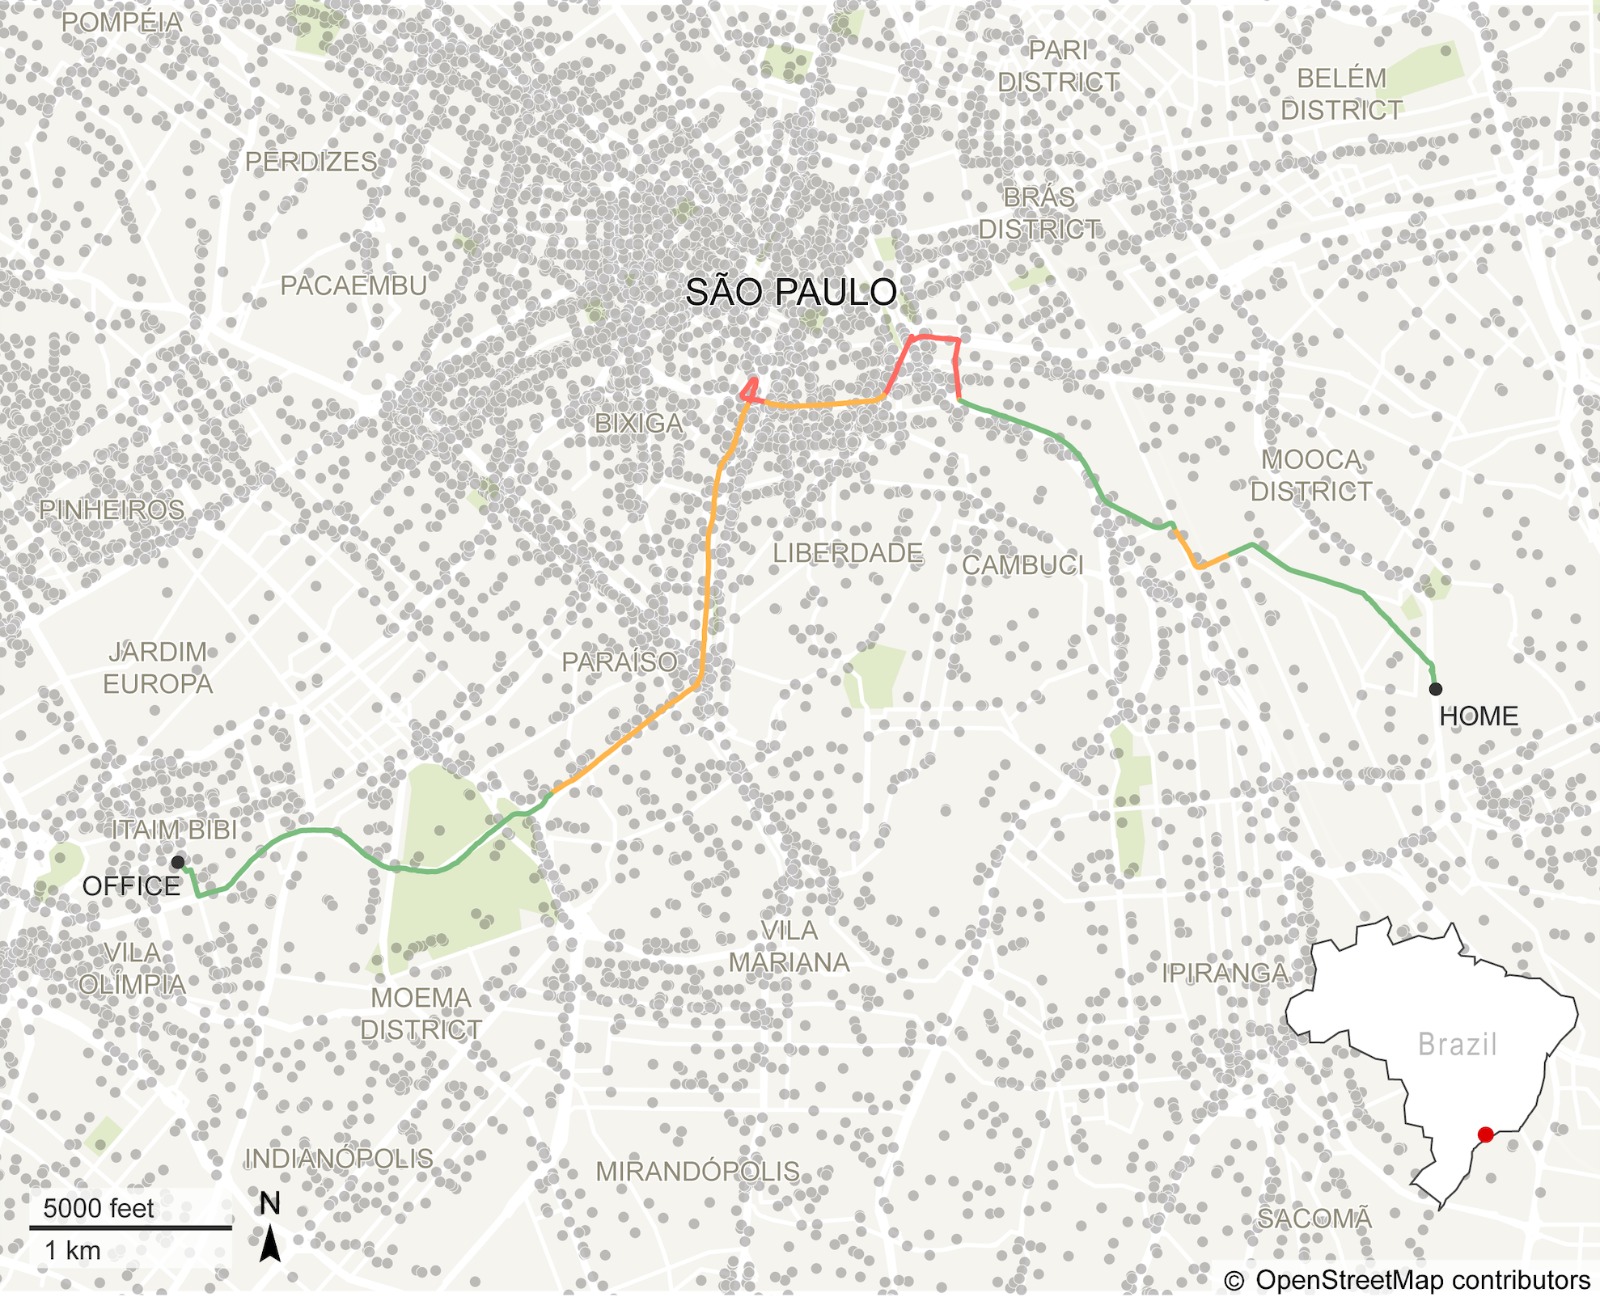 POMPÉIA
PARI
DISTRICT
BELÉM
DISTRICT
PERDIZES
BRÁS
DISTRICT
PACAEMBU
SÃO PAULO
BIXIGA
MOOCA
DISTRICT
PINHEIROS
LIBERDADE
CAMBUCI
JARDIM
EUROPA
PARAÍSO
HOME
ITAIM BIBI
OFFICE
VILA
OLÍMPIA
VILA
MARIANA
IPIRANGA
MOEMA
DISTRICT
Brazil
INDIANÓPOLIS
MIRANDÓPOLIS
SACOMÃ
5000 feet
1 km
N
© OpenStreetMap contributors